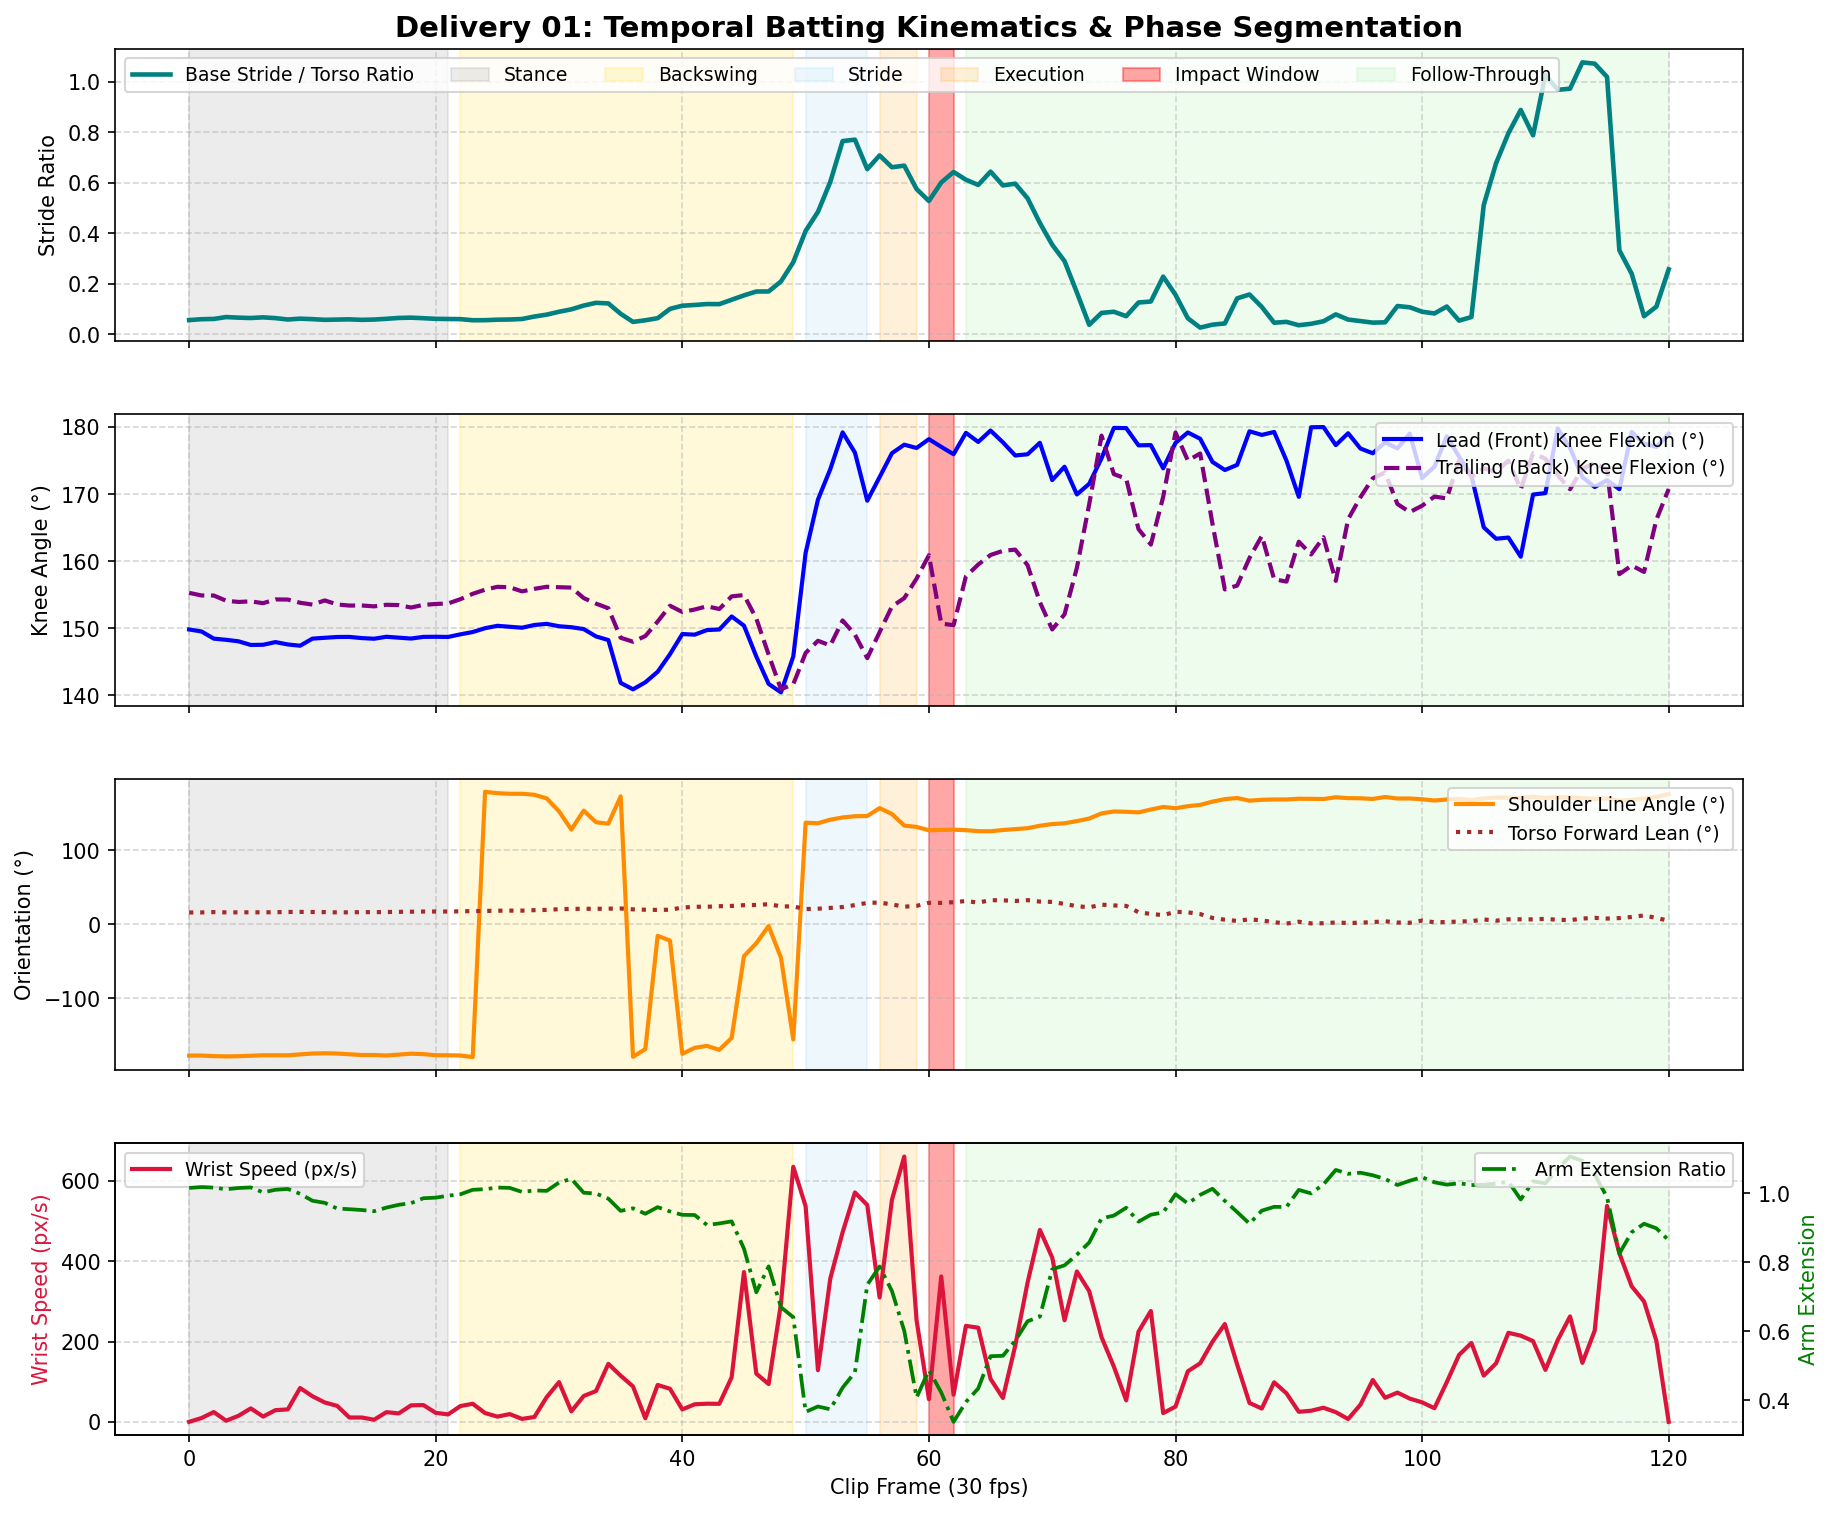 Delivery 01: Temporal Batting Kinematics & Phase Segmentation
Base Stride / Torso Ratio Stance Backswing Stride Execution Impact Window Follow-Through
Stride Ratio
1.0
0.8
0.6
0.4
0.2
0.0
Lead (Front) Knee Flexion (°)
Trailing (Back) Knee Flexion (°)
Knee Angle (°)
180
170
160
150
140
Shoulder Line Angle (°)
Torso Forward Lean (°)
Orientation (°)
100
0
−100
Wrist Speed (px/s)
Arm Extension Ratio
Wrist Speed (px/s)
600
400
200
0
1.0
0.8
0.6
0.4
Arm Extension
0 20 40 60 80 100 120
Clip Frame (30 fps)